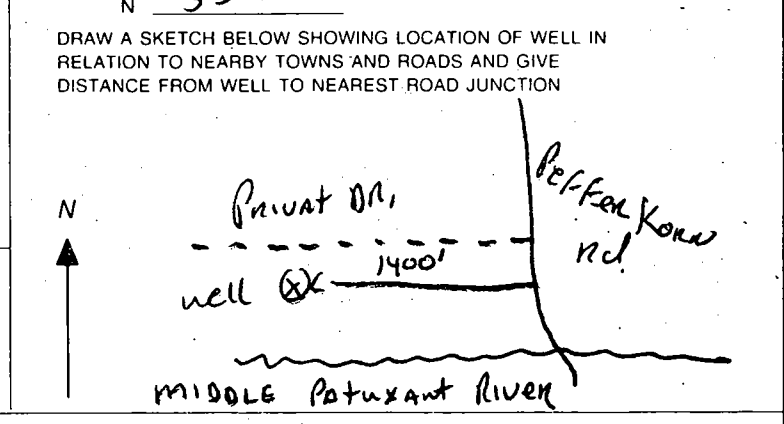 N
DRAW A SKETCH BELOW SHOWING LOCATION OF WELL IN
RELATION TO NEARBY TOWNS AND ROADS AND GIVE
DISTANCE FROM WELL TO NEAREST ROAD JUNCTION
N
PRIVAT DR,
PEFFER KORN
Rd.
1400'
well
MIDDLE PATUXANT RIVER